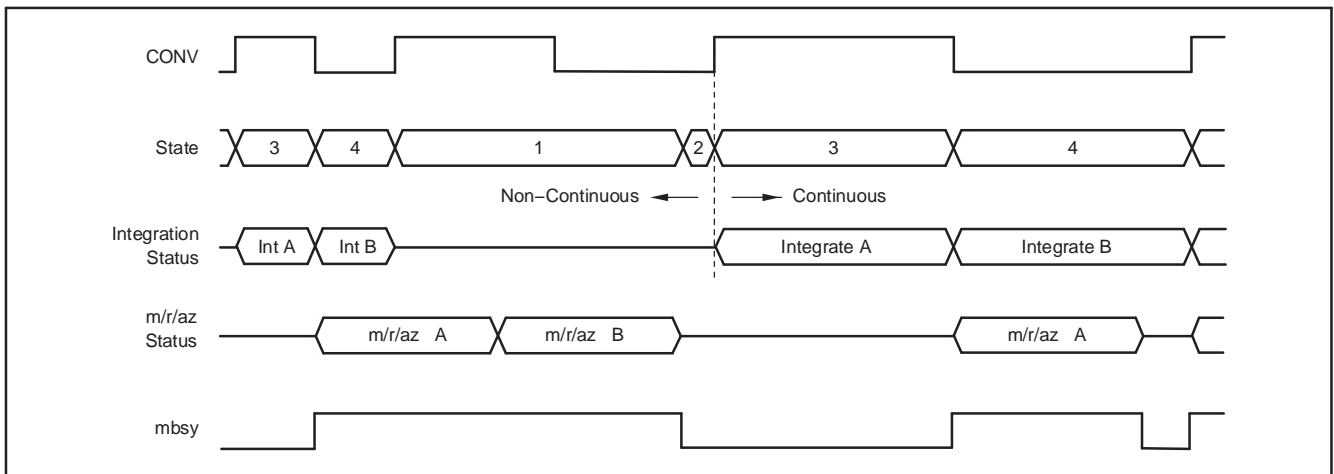 CONV
State
3
4
1
2
3
4
Non−Continuous
Continuous
Integration
Status
Int A
Int B
Integrate A
Integrate B
m/r/az
Status
m/r/az A
m/r/az B
m/r/az A
mbsy